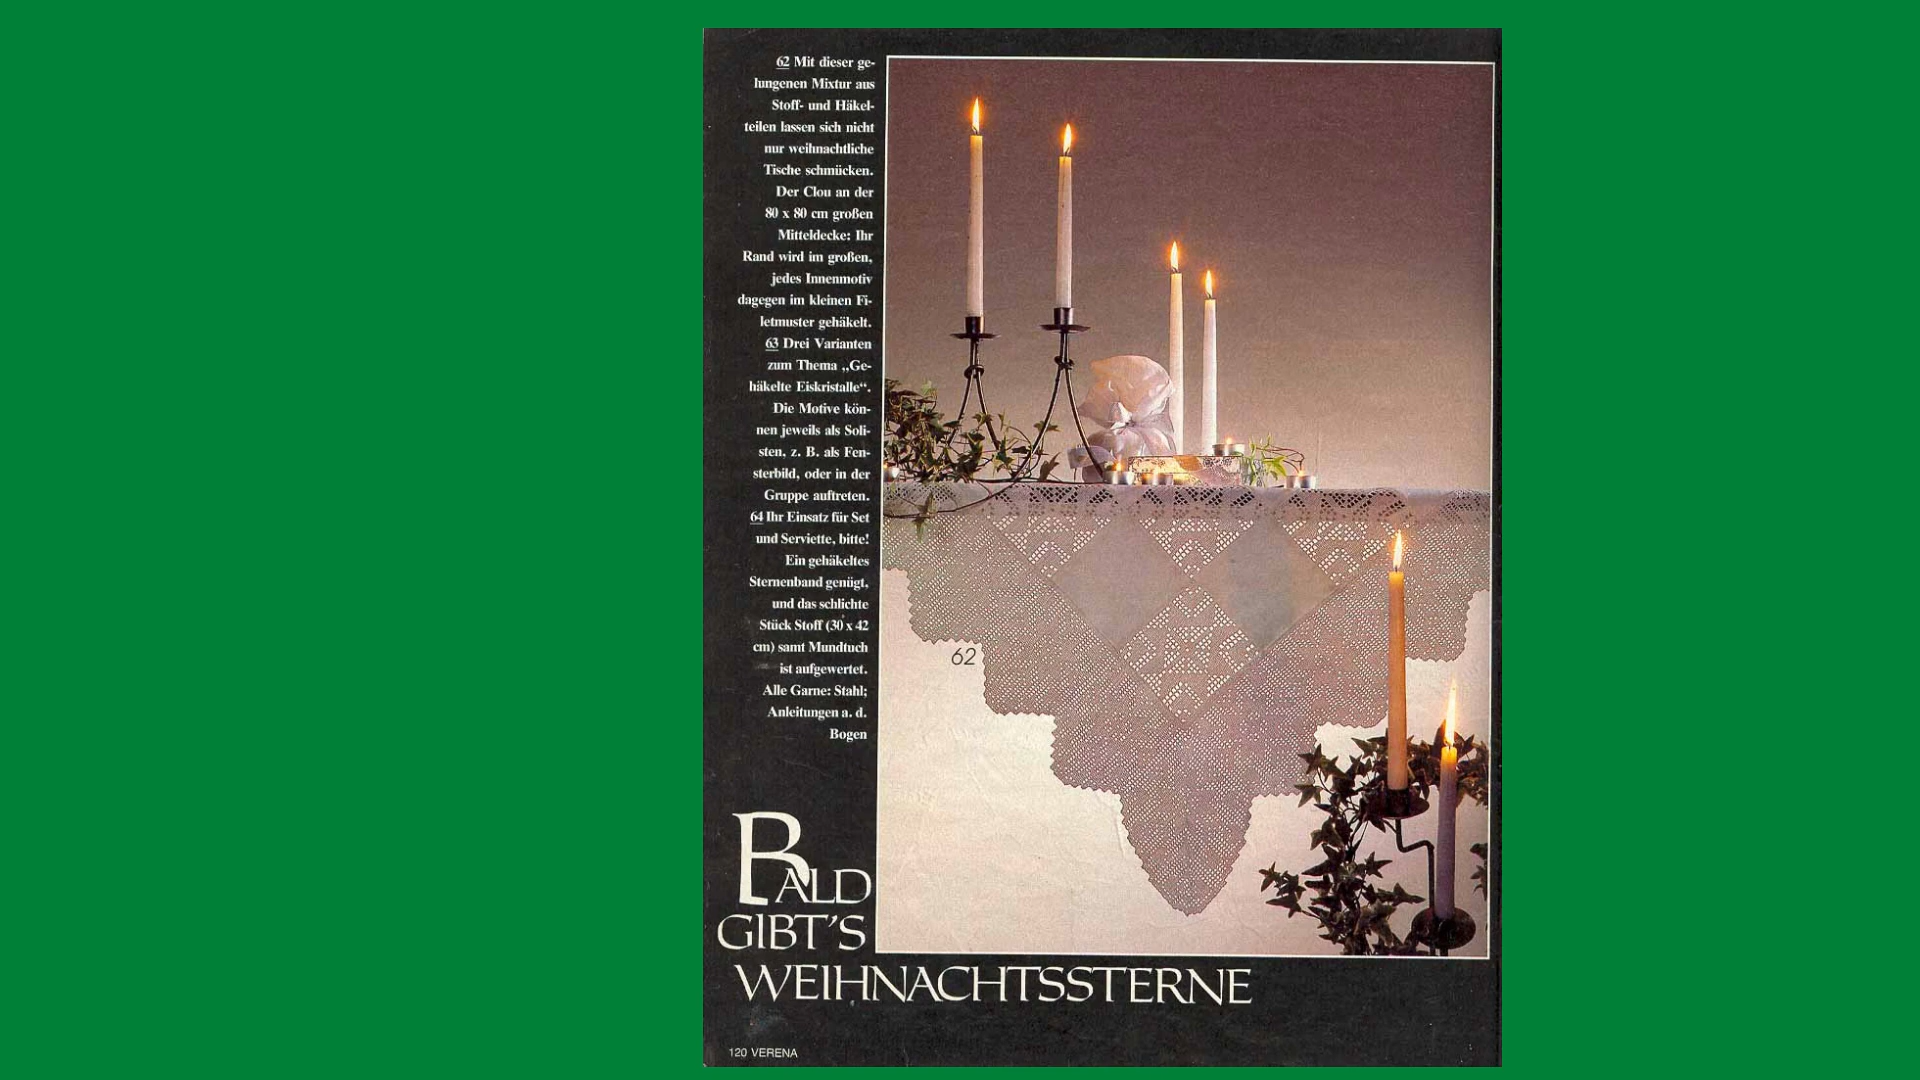 62 Mit dieser ge-
lungenen Mixtur aus
Stoff- und Häkel-
teilen lassen sich nicht
nur weihnachtliche
Tische schmücken.
Der Clou an der
80 x 80 cm großen
Mitteldecke: Ihr
Rand wird im großen,
jedes Innenmotiv
dagegen im kleinen Fi-
letmuster gehäkelt.
63 Drei Varianten
zum Thema „Ge-
häkelte Eiskristalle“.
Die Motive kön-
nen jeweils als Soli-
sten, z. B. als Fen-
sterbild, oder in der
Gruppe auftreten.
64 Ihr Einsatz für Set
und Serviette, bitte!
Ein gehäkeltes
Sternenband genügt,
und das schlichte
Stück Stoff (30 x 42
cm) samt Mundtuch
ist aufgewertet.
Alle Garne: Stahl;
Anleitungen a. d.
Bogen
62
BALD
GIBT'S
WEIHNACHTSSTERNE
120 VERENA